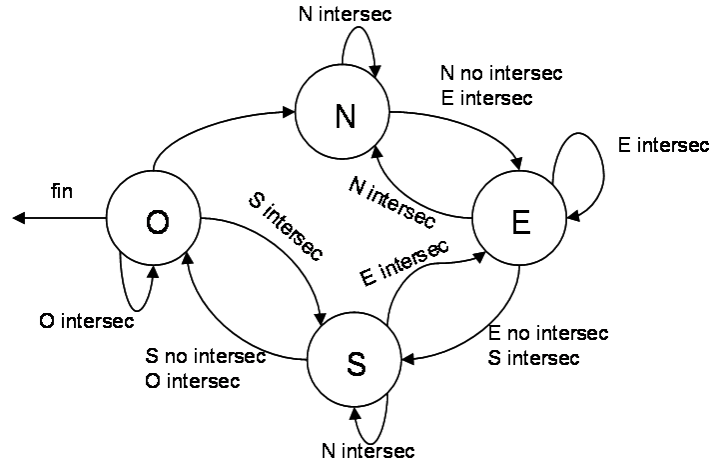 N intersec
N
N no intersec
E intersec
E intersec
N intersec
fin
O
S intersec
E
E intersec
O intersec
S no intersec
O intersec
S
E no intersec
S intersec
N intersec